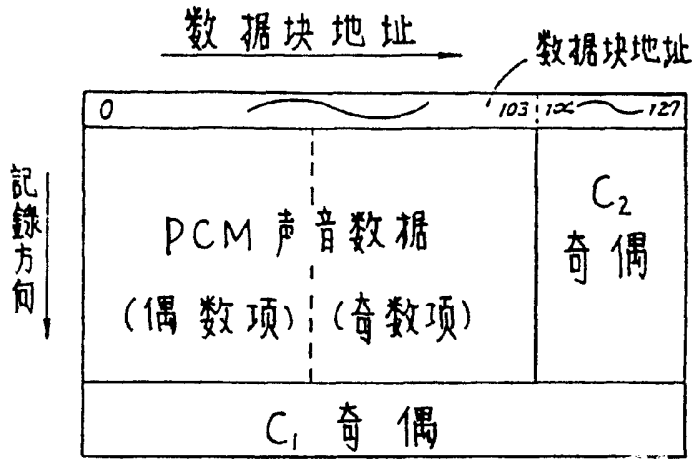 数据块地址
数据块地址
0 103 104 127
記錄方向
PCM声音数据
(偶数项) (奇数项)
C₂
奇偶
C₁ 奇偶